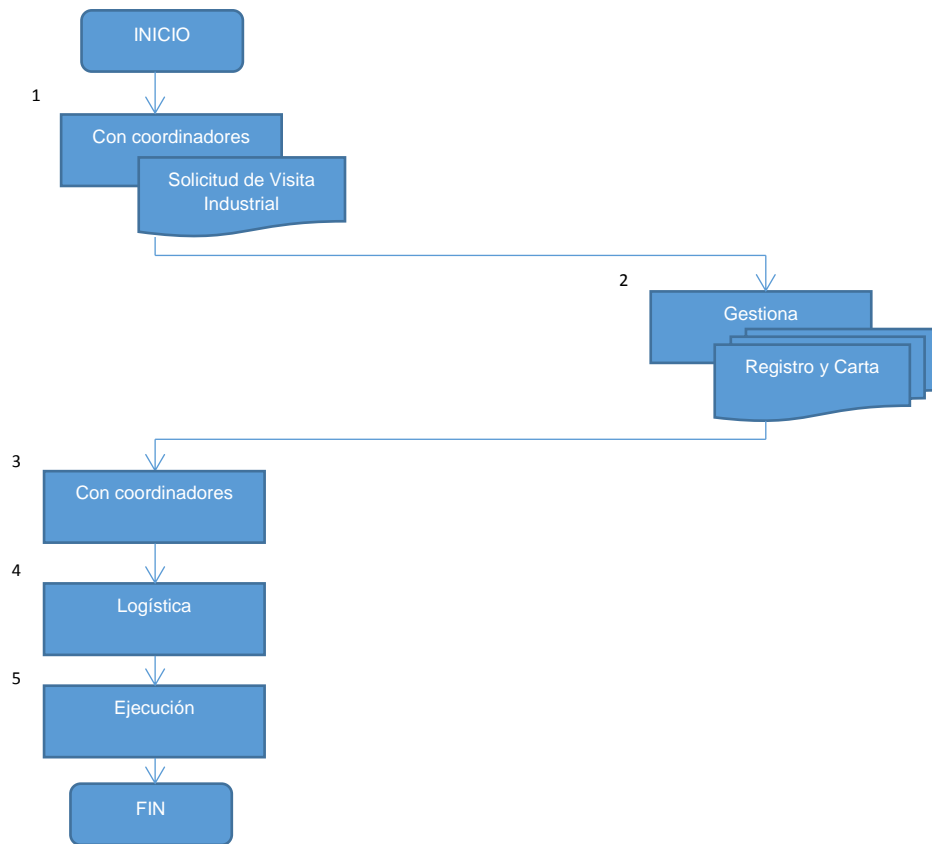 INICIO
1
Con coordinadores
Solicitud de Visita
Industrial
2
Gestiona
Registro y Carta
3
Con coordinadores
4
Logística
5
Ejecución
FIN